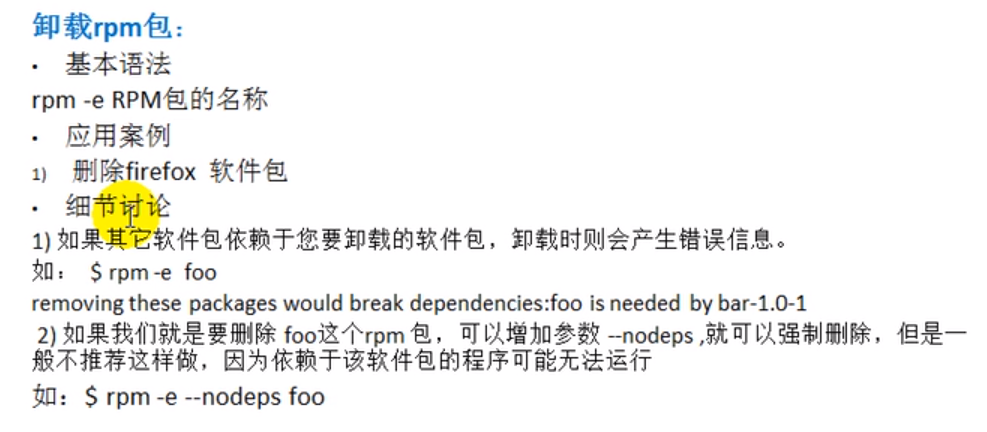 卸载rpm包：
• 基本语法
rpm -e RPM包的名称
• 应用案例
1) 删除firefox 软件包
• 细节讨论
1) 如果其它软件包依赖于您要卸载的软件包，卸载时则会产生错误信息。
如： $ rpm -e foo
removing these packages would break dependencies:foo is needed by bar-1.0-1
2) 如果我们就是要删除 foo这个rpm 包，可以增加参数 --nodeps ,就可以强制删除，但是一
般不推荐这样做，因为依赖于该软件包的程序可能无法运行
如：$ rpm -e --nodeps foo